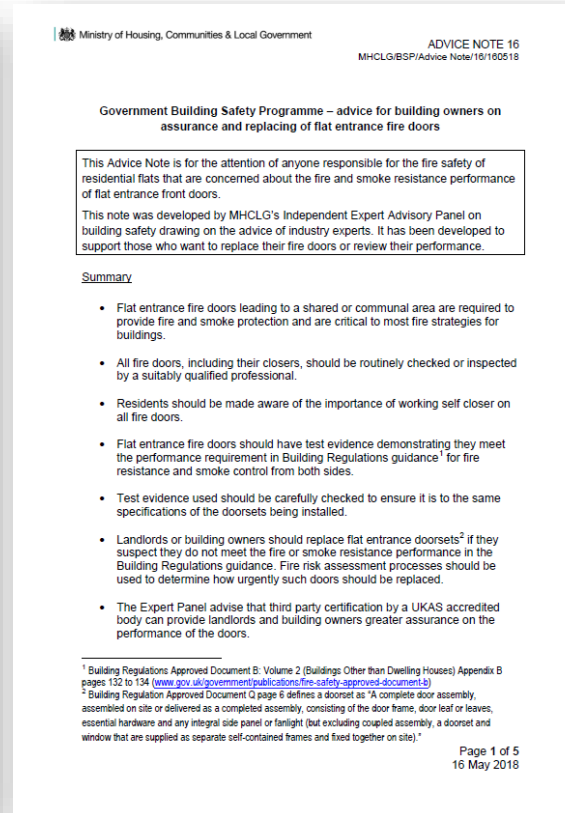 Ministry of Housing, Communities & Local Government
ADVICE NOTE 16
MHCLG/BSP/Advice Note/16/160518
Government Building Safety Programme – advice for building owners on
assurance and replacing of flat entrance fire doors
This Advice Note is for the attention of anyone responsible for the fire safety of
residential flats that are concerned about the fire and smoke resistance performance
of flat entrance front doors.
This note was developed by MHCLG's Independent Expert Advisory Panel on
building safety drawing on the advice of industry experts. It has been developed to
support those who want to replace their fire doors or review their performance.
Summary
• Flat entrance fire doors leading to a shared or communal area are required to
provide fire and smoke protection and are critical to most fire strategies for
buildings.
• All fire doors, including their closers, should be routinely checked or inspected
by a suitably qualified professional.
• Residents should be made aware of the importance of working self closer on
all fire doors.
• Flat entrance fire doors should have test evidence demonstrating they meet
the performance requirement in Building Regulations guidance¹ for fire
resistance and smoke control from both sides.
• Test evidence used should be carefully checked to ensure it is to the same
specifications of the doorsets being installed.
• Landlords or building owners should replace flat entrance doorsets² if they
suspect they do not meet the fire or smoke resistance performance in the
Building Regulations guidance. Fire risk assessment processes should be
used to determine how urgently such doors should be replaced.
• The Expert Panel advise that third party certification by a UKAS accredited
body can provide landlords and building owners greater assurance on the
performance of the doors.
¹ Building Regulations Approved Document B: Volume 2 (Buildings Other than Dwelling Houses) Appendix B
pages 132 to 134 (www.gov.uk/government/publications/fire-safety-approved-document-b)
² Building Regulation Approved Document Q page 6 defines a doorset as "A complete door assembly,
assembled on site or delivered as a completed assembly, consisting of the door frame, door leaf or leaves,
essential hardware and any integral side panel or fanlight (but excluding coupled assembly, a doorset and
window that are supplied as separate self-contained frames and fixed together on site)."
Page 1 of 5
16 May 2018